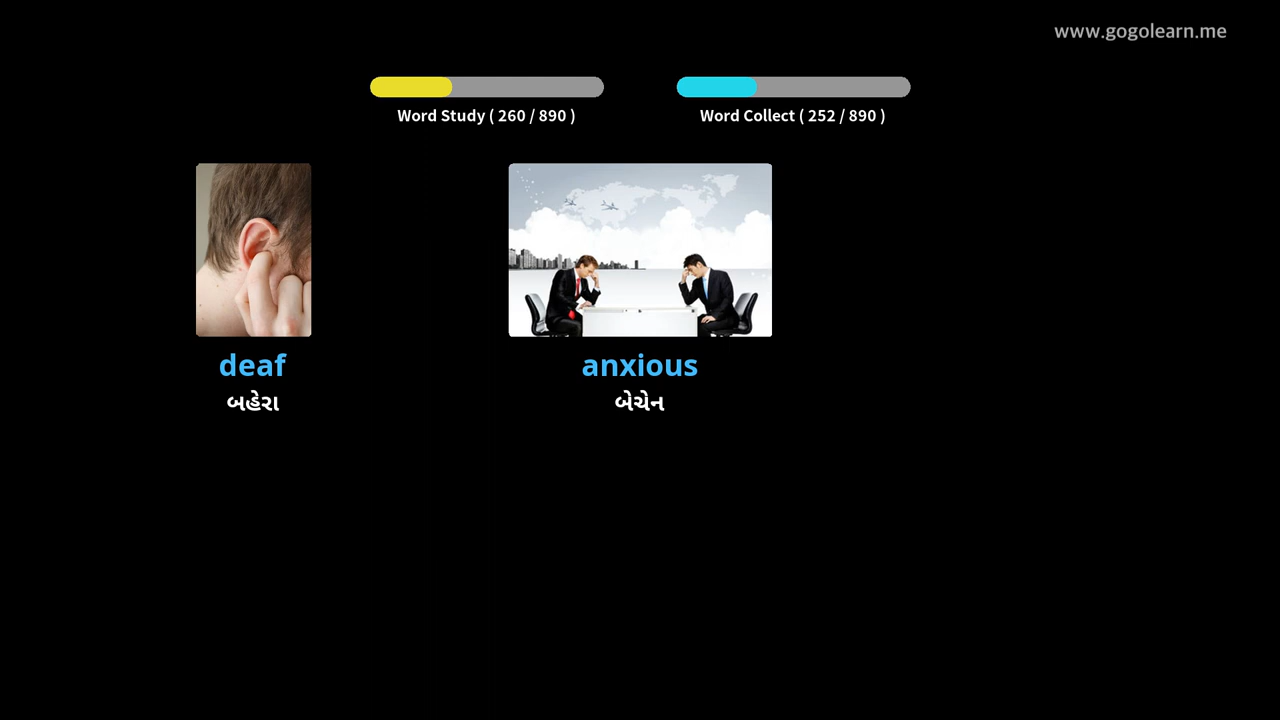 www.gogolearn.me
Word Study ( 260 / 890 )
Word Collect ( 252 / 890 )
deaf
બહેરા
anxious
બેચેન